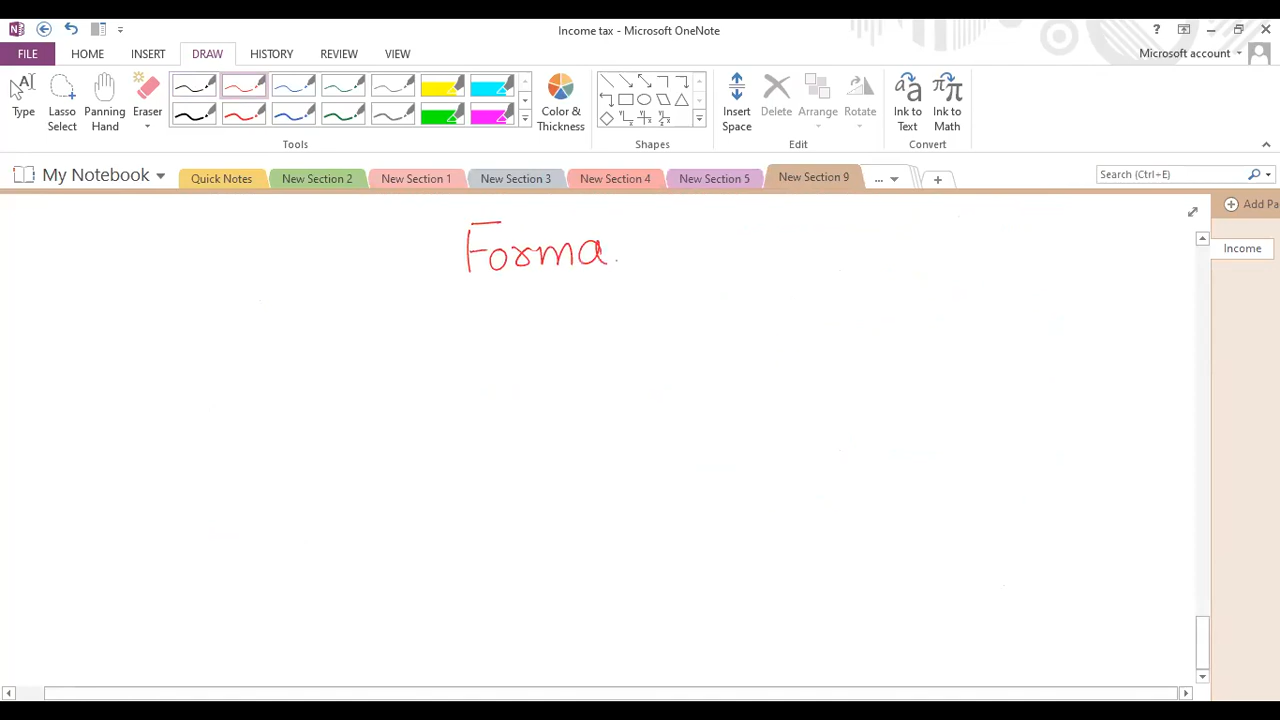 Income tax - Microsoft OneNote
?
FILE HOME INSERT DRAW HISTORY REVIEW VIEW
Microsoft account
Type
Lasso Select
Panning Hand
Eraser
Color & Thickness
Insert Space
Delete
Arrange
Rotate
Ink to Text
Ink to Math
Tools Shapes Edit Convert
My Notebook Quick Notes New Section 2 New Section 1 New Section 3 New Section 4 New Section 5 New Section 9 ... +
Search (Ctrl+E)
Add Pa
Income
Forma